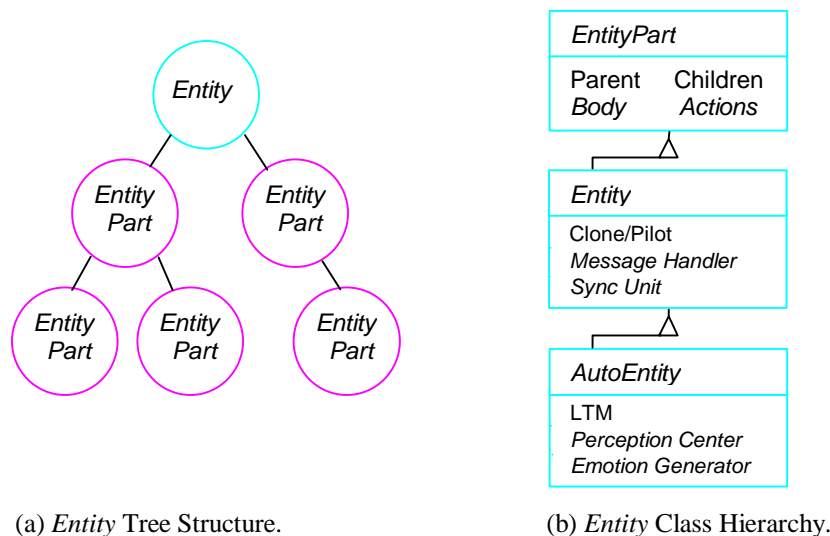 Entity
Entity
Part
Entity
Part
Entity
Part
Entity
Part
Entity
Part
(a) Entity Tree Structure.
EntityPart
Parent Children
Body Actions
Entity
Clone/Pilot
Message Handler
Sync Unit
AutoEntity
LTM
Perception Center
Emotion Generator
(b) Entity Class Hierarchy.